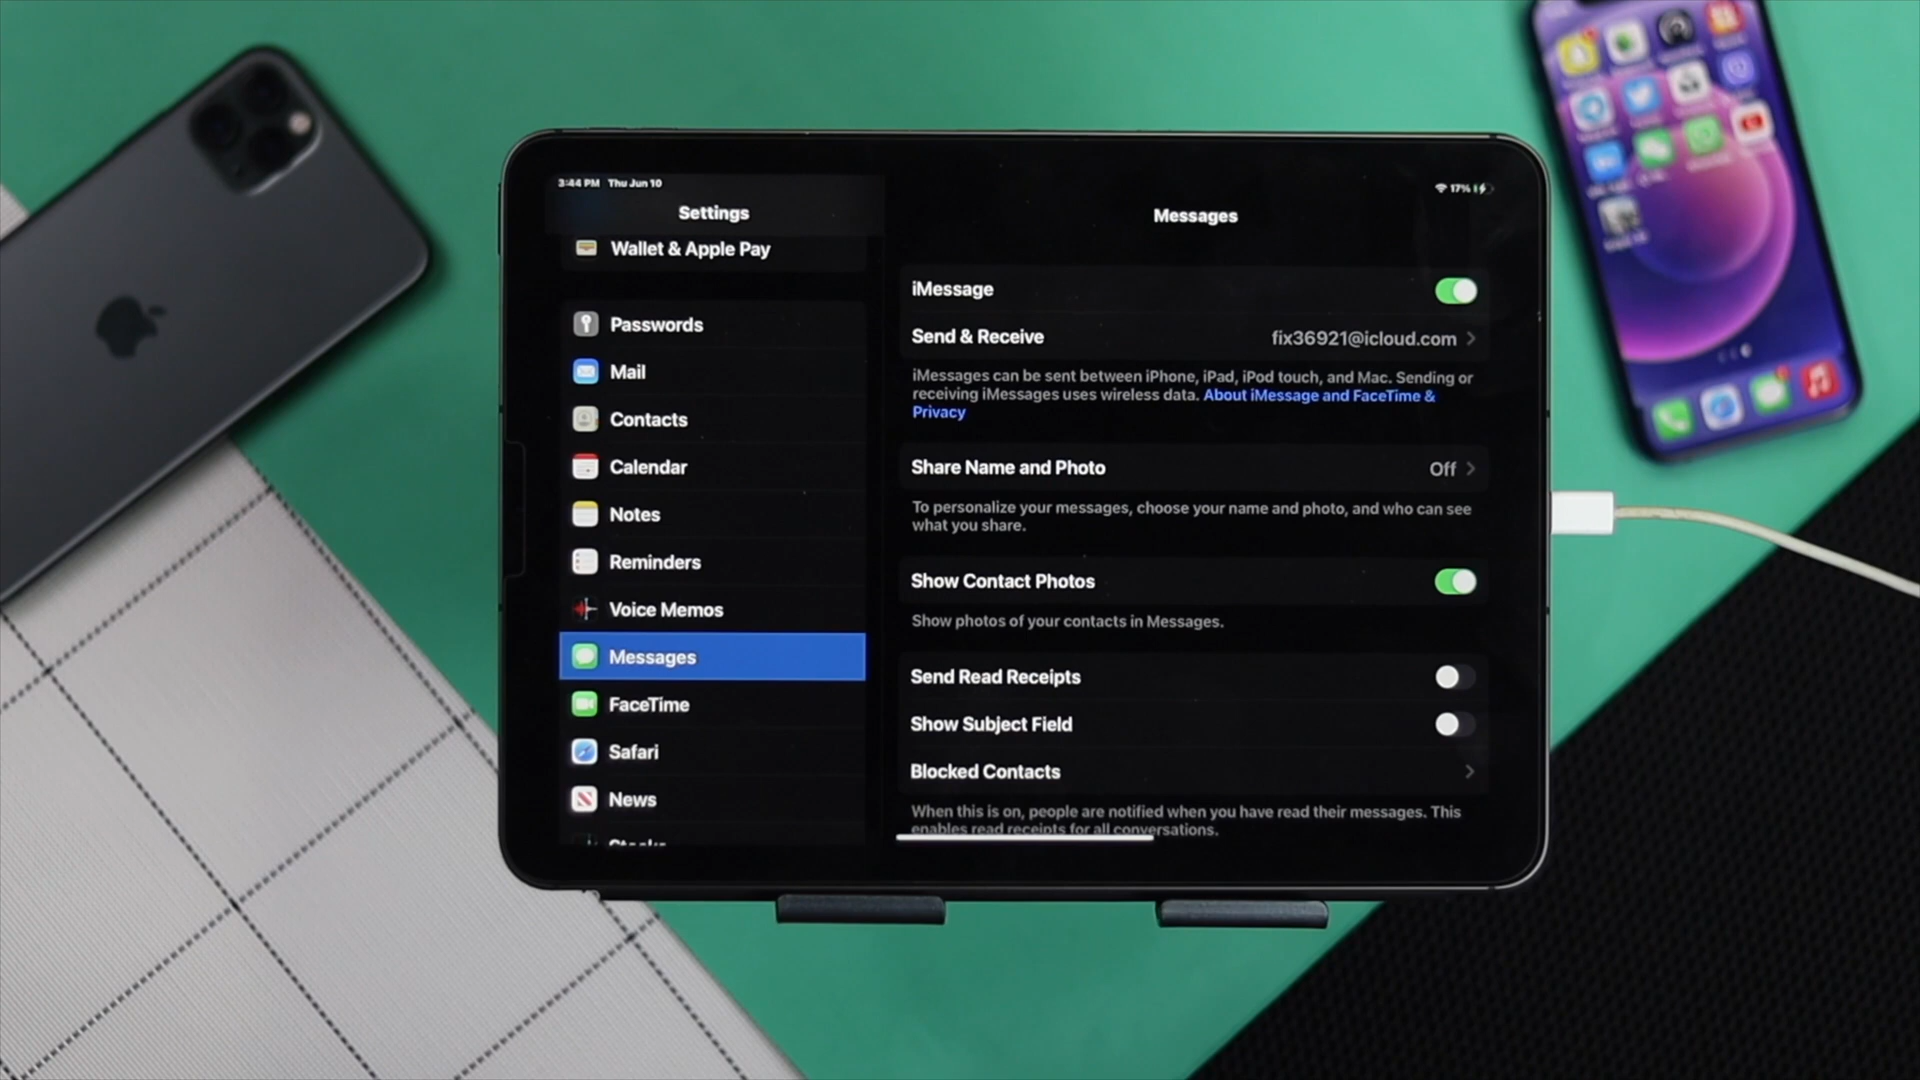 3:44 PM Thu Jun 10
17%
Settings
Wallet & Apple Pay
Passwords
Mail
Contacts
Calendar
Notes
Reminders
Voice Memos
Messages
FaceTime
Safari
News
Stocks
Messages
iMessage
Send & Receive fix36921@icloud.com
iMessages can be sent between iPhone, iPad, iPod touch, and Mac. Sending or
receiving iMessages uses wireless data. About iMessage and FaceTime &
Privacy
Share Name and Photo Off
To personalize your messages, choose your name and photo, and who can see
what you share.
Show Contact Photos
Show photos of your contacts in Messages.
Send Read Receipts
Show Subject Field
Blocked Contacts
When this is on, people are notified when you have read their messages. This
enables read receipts for all conversations.